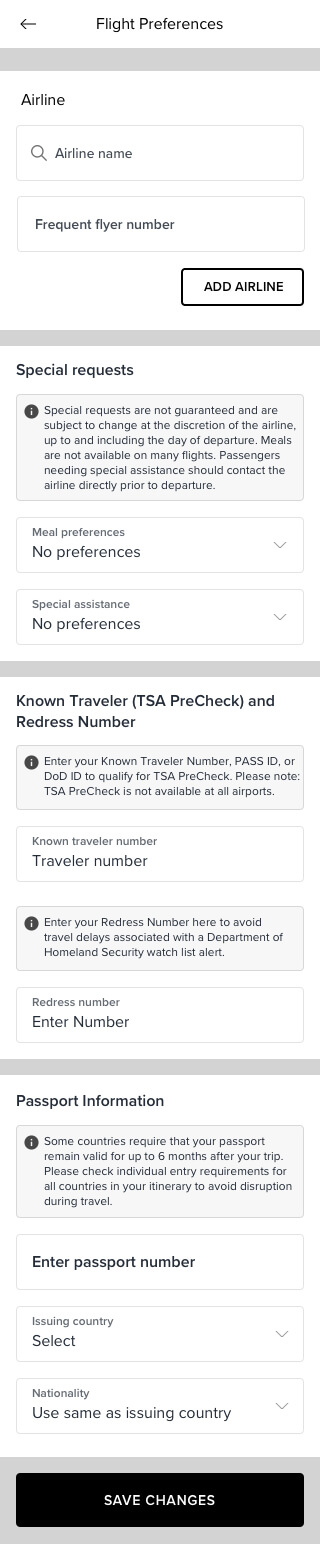 Flight Preferences
Airline
Airline name
Frequent flyer number
ADD AIRLINE
Special requests
Special requests are not guaranteed and are
subject to change at the discretion of the airline,
up to and including the day of departure. Meals
are not available on many flights. Passengers
needing special assistance should contact the
airline directly prior to departure.
Meal preferences
No preferences
Special assistance
No preferences
Known Traveler (TSA PreCheck) and
Redress Number
Enter your Known Traveler Number, PASS ID, or
DoD ID to qualify for TSA PreCheck. Please note:
TSA PreCheck is not available at all airports.
Known traveler number
Traveler number
Enter your Redress Number here to avoid
travel delays associated with a Department of
Homeland Security watch list alert.
Redress number
Enter Number
Passport Information
Some countries require that your passport
remain valid for up to 6 months after your trip.
Please check individual entry requirements for
all countries in your itinerary to avoid disruption
during travel.
Enter passport number
Issuing country
Select
Nationality
Use same as issuing country
SAVE CHANGES